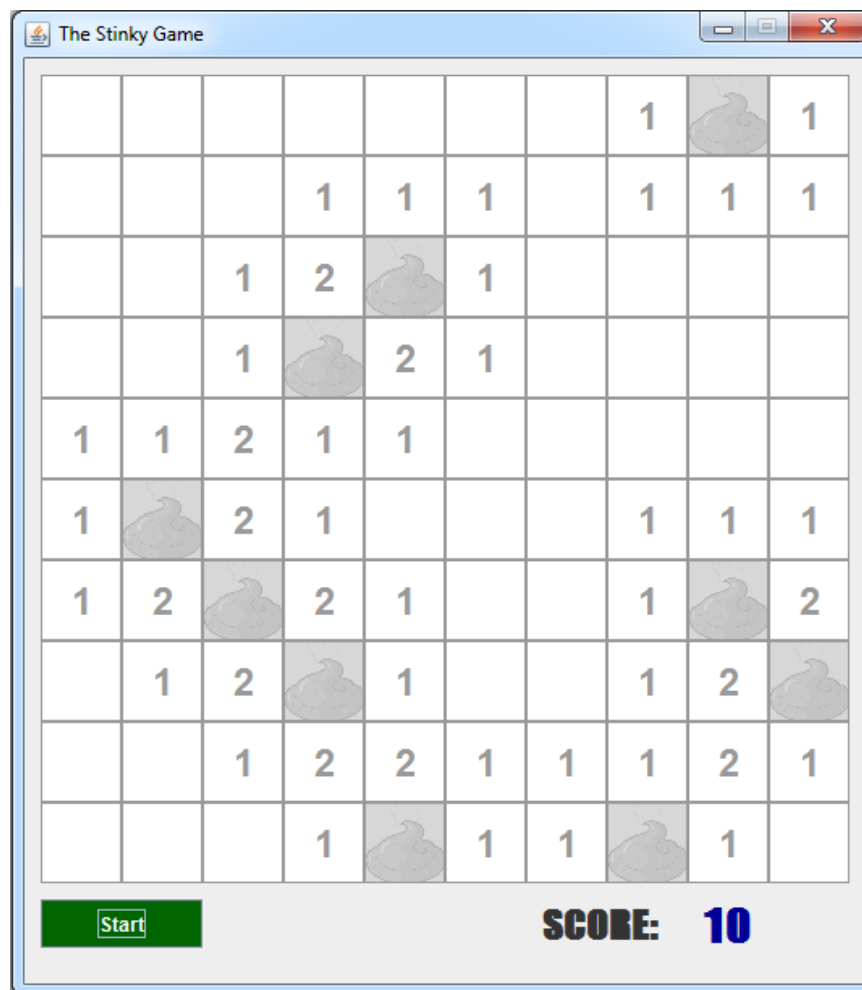 The Stinky Game
1 1
1 1 1 1 1 1
1 2 1
1 2 1
1 1 2 1 1
1 2 1 1 1 1
1 2 2 1 1 2
1 2 1 1 2
1 2 2 1 1 1 2 1
1 1 1 1
Start SCORE: 10